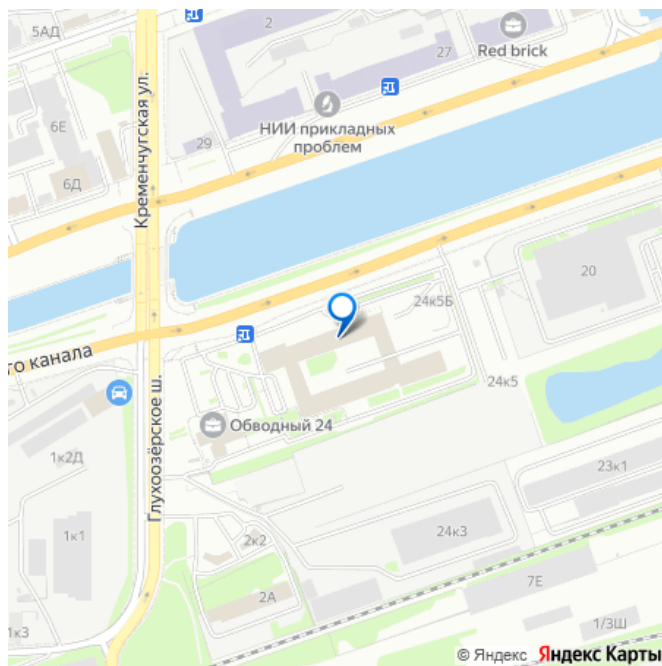 5АД
2
Red brick
27
НИИ прикладных
проблем
6Е
29
6Д
Кременчугская ул.
20
24к5Б
го канала
24к5
Обводный 24
1к2Д
Глухоозёрское ш.
23к1
1к1
24к3
2к2
7Е
2А
1/3Ш
1к3
© Яндекс Яндекс Карты